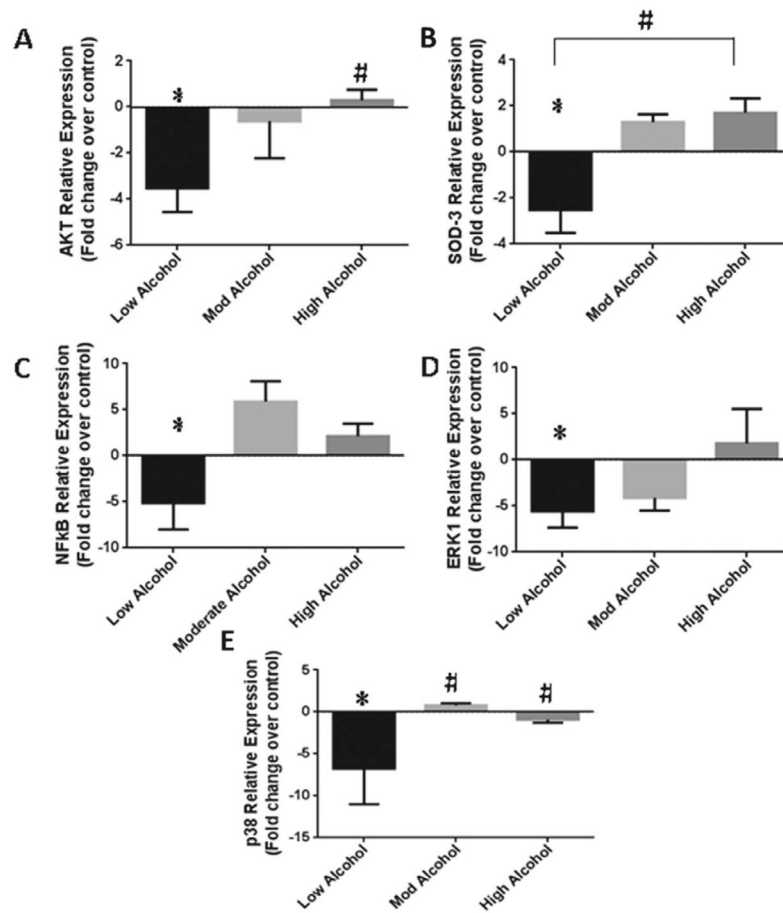 A
AKT Relative Expression
(Fold change over control)
4
2
0
-2
-4
-6
*
#
Low Alcohol
Mod Alcohol
High Alcohol
B
#
SOD-3 Relative Expression
(Fold change over control)
4
2
0
-2
-4
*
Low Alcohol
Mod Alcohol
High Alcohol
C
NFkB Relative Expression
(Fold change over control)
10
5
0
-5
-10
*
Low Alcohol
Moderate Alcohol
High Alcohol
D
ERK1 Relative Expression
(Fold change over control)
10
5
0
-5
-10
*
Low Alcohol
Mod Alcohol
High Alcohol
E
p38 Relative Expression
(Fold change over control)
5
0
-5
-10
-15
*
#
#
Low Alcohol
Mod Alcohol
High Alcohol